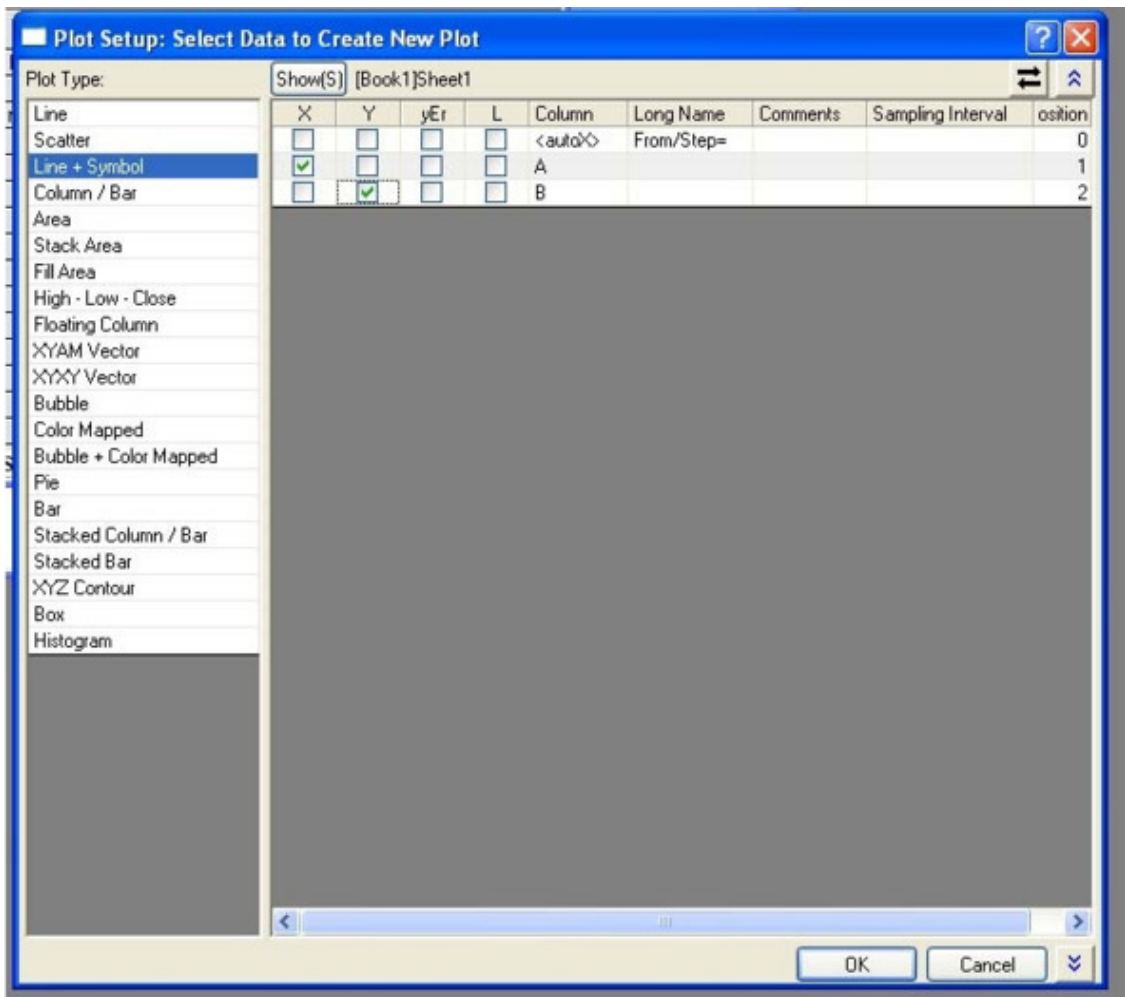 Plot Setup: Select Data to Create New Plot
Plot Type:
Show(S) [Book1]Sheet1
Line
Scatter
Line + Symbol
Column / Bar
Area
Stack Area
Fill Area
High - Low - Close
Floating Column
XYAM Vector
XYXY Vector
Bubble
Color Mapped
Bubble + Color Mapped
Pie
Bar
Stacked Column / Bar
Stacked Bar
XYZ Contour
Box
Histogram
X Y yEr L Column Long Name Comments Sampling Interval osition
<autoX> From/Step= 0
A 1
B 2
OK Cancel